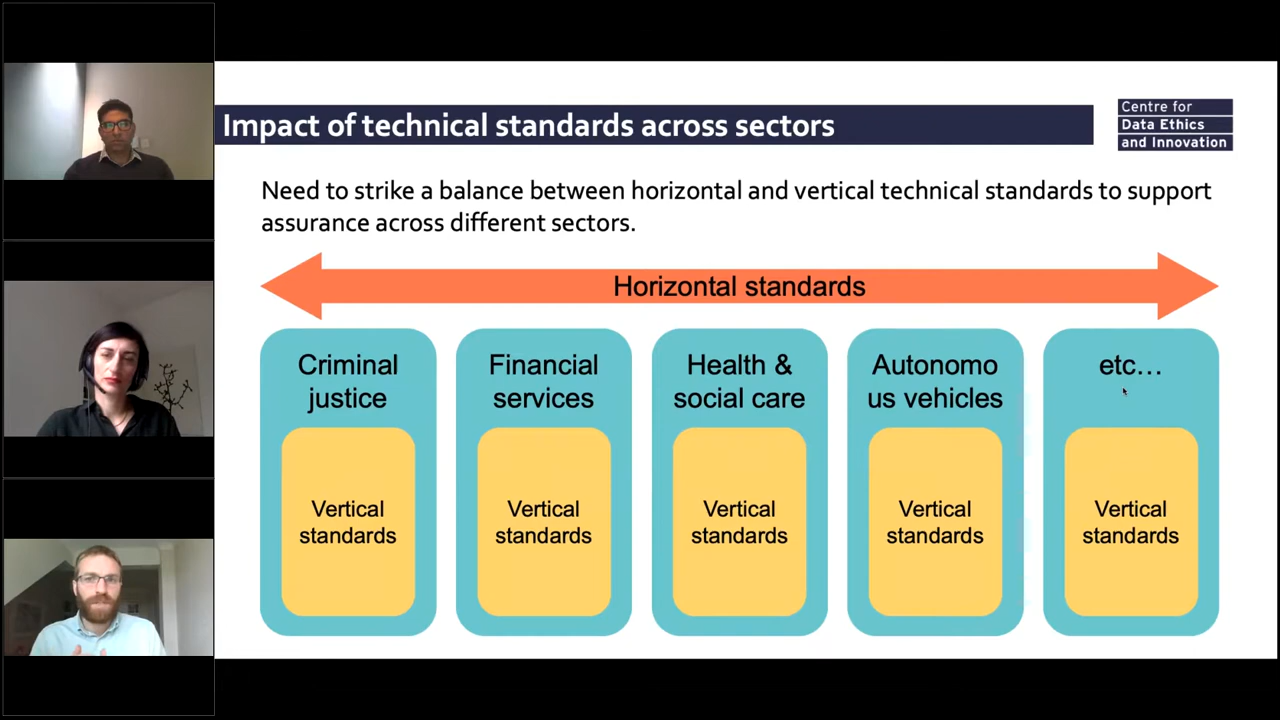 Impact of technical standards across sectors
Centre for
Data Ethics
and Innovation
Need to strike a balance between horizontal and vertical technical standards to support
assurance across different sectors.
Horizontal standards
Criminal
justice
Financial
services
Health &
social care
Autonomo
us vehicles
etc…
Vertical
standards
Vertical
standards
Vertical
standards
Vertical
standards
Vertical
standards